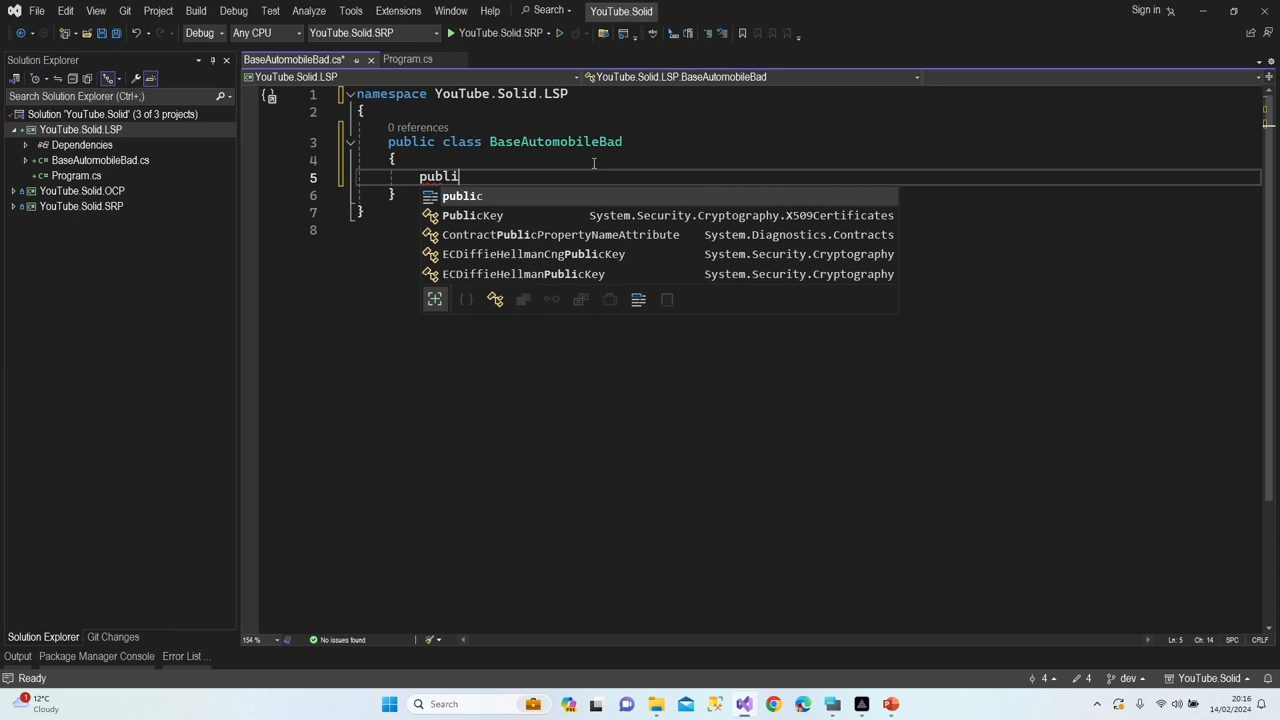 File Edit View Git Project Build Debug Test Analyze Tools Extensions Window Help Search YouTube.Solid Sign in
Debug Any CPU YouTube.Solid.SRP YouTube.Solid.SRP
Solution Explorer
Search Solution Explorer (Ctrl+;)
Solution 'YouTube.Solid' (3 of 3 projects)
YouTube.Solid.LSP
Dependencies
BaseAutomobileBad.cs
Program.cs
YouTube.Solid.OCP
YouTube.Solid.SRP
BaseAutomobileBad.cs* Program.cs
YouTube.Solid.LSP YouTube.Solid.LSP.BaseAutomobileBad
1 namespace YouTube.Solid.LSP
2 {
0 references
3 public class BaseAutomobileBad
4 {
5 publi
6 }
7 }
8
public
PublicKey System.Security.Cryptography.X509Certificates
ContractPublicPropertyNameAttribute System.Diagnostics.Contracts
ECDiffieHellmanCngPublicKey System.Security.Cryptography
ECDiffieHellmanPublicKey System.Security.Cryptography
154 % No issues found Ln: 5 Ch: 14 SPC CRLF
Solution Explorer Git Changes
Output Package Manager Console Error List ...
Ready 4 4 dev YouTube.Solid
1 12°C
Cloudy
Search
20:16
14/02/2024